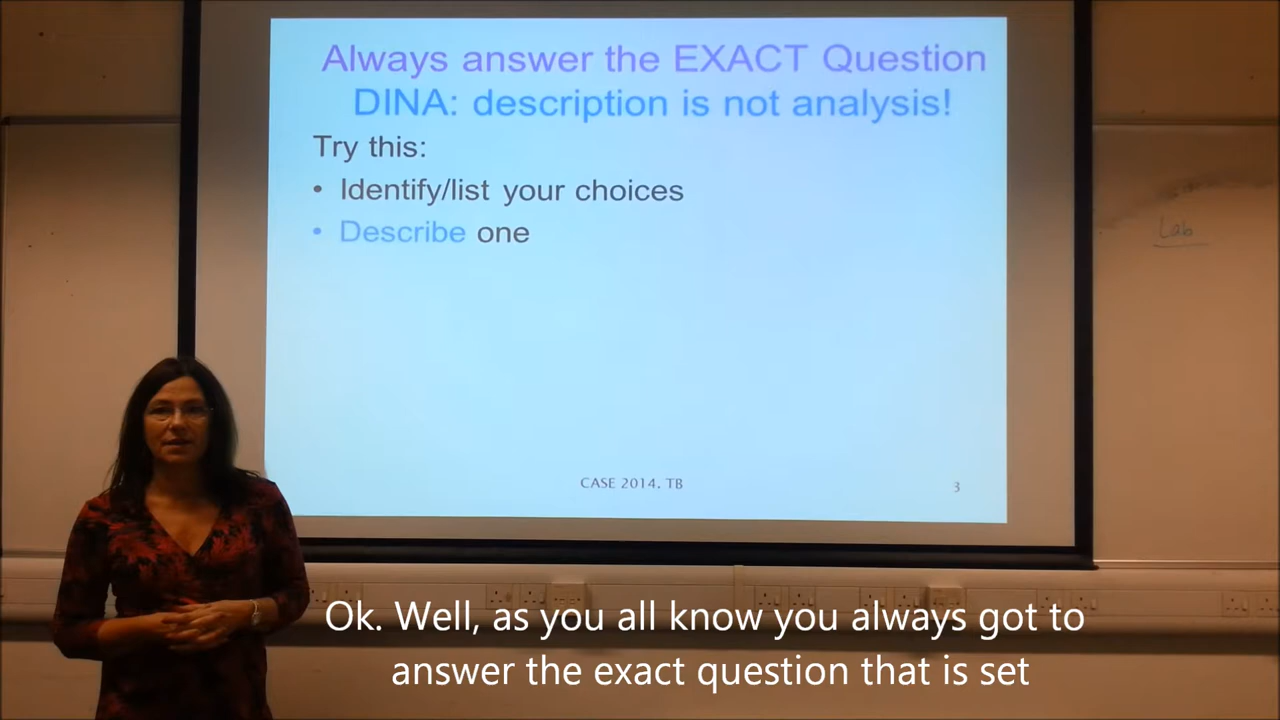 Always answer the EXACT Question
DINA: description is not analysis!
Try this:
• Identify/list your choices
• Describe one
Lab
CASE 2014. TB
3
Ok. Well, as you all know you always got to
answer the exact question that is set